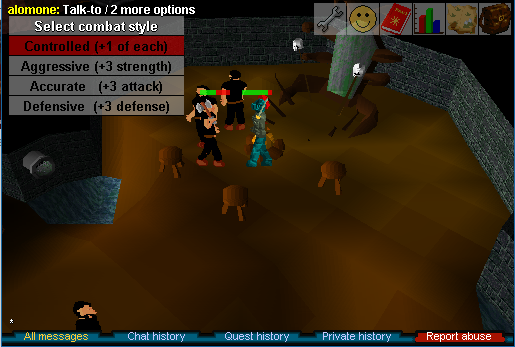 alomone: Talk-to / 2 more options
Select combat style
Controlled (+1 of each)
Aggressive (+3 strength)
Accurate (+3 attack)
Defensive (+3 defense)
*
All messages
Chat history
Quest history
Private history
Report abuse